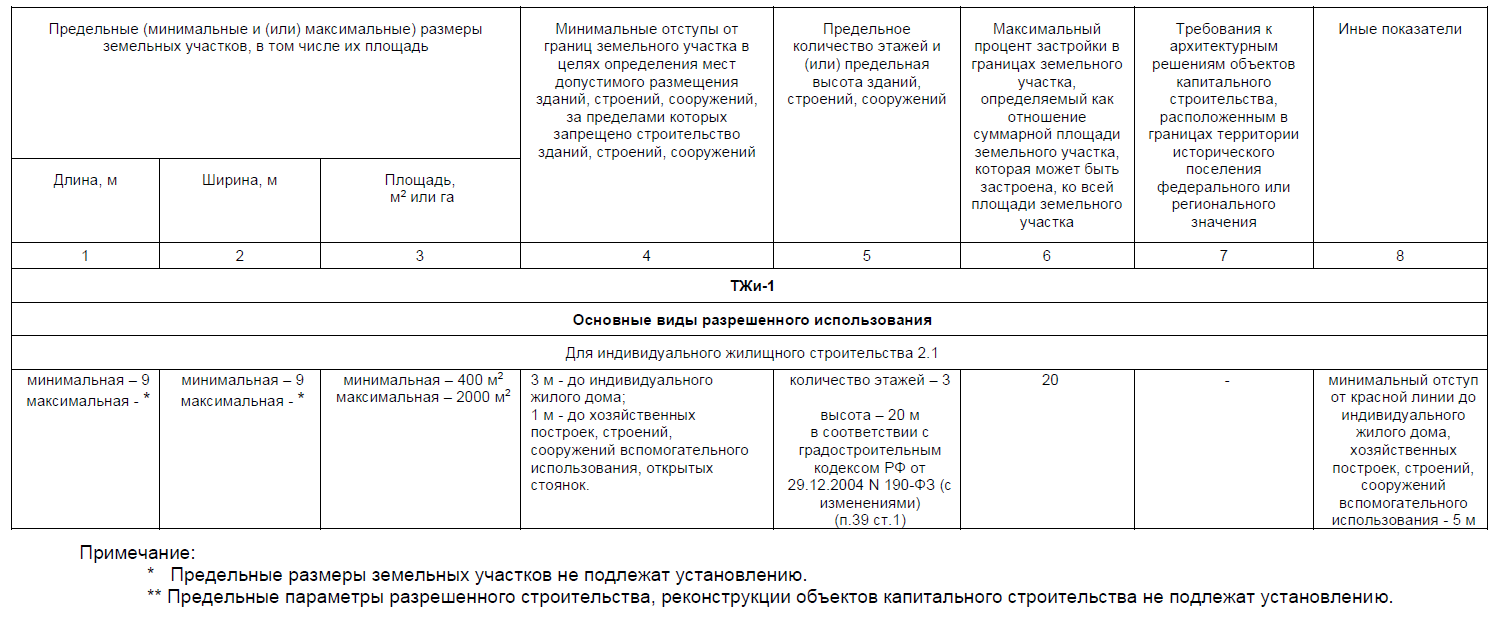 Предельные (минимальные и (или) максимальные) размеры
земельных участков, в том числе их площадь
Длина, м
Ширина, м
Площадь,
м² или га
Минимальные отступы от
границ земельного участка в
целях определения мест
допустимого размещения
зданий, строений, сооружений,
за пределами которых
запрещено строительство
зданий, строений, сооружений
Предельное
количество этажей и
(или) предельная
высота зданий,
строений, сооружений
Максимальный
процент застройки в
границах земельного
участка,
определяемый как
отношение
суммарной площади
земельного участка,
которая может быть
застроена, ко всей
площади земельного
участка
Требования к
архитектурным
решениям объектов
капитального
строительства,
расположенным в
границах территории
исторического
поселения
федерального или
регионального
значения
Иные показатели
1 2 3 4 5 6 7 8
ТЖи-1
Основные виды разрешенного использования
Для индивидуального жилищного строительства 2.1
минимальная – 9
максимальная - *
минимальная – 9
максимальная - *
минимальная – 400 м²
максимальная – 2000 м²
3 м - до индивидуального
жилого дома;
1 м - до хозяйственных
построек, строений,
сооружений вспомогательного
использования, открытых
стоянок.
количество этажей – 3
высота – 20 м
в соответствии с
градостроительным
кодексом РФ от
29.12.2004 N 190-ФЗ (с
изменениями)
(п.39 ст.1)
20
-
минимальный отступ
от красной линии до
индивидуального
жилого дома,
хозяйственных
построек, строений,
сооружений
вспомогательного
использования - 5 м
Примечание:
* Предельные размеры земельных участков не подлежат установлению.
** Предельные параметры разрешенного строительства, реконструкции объектов капитального строительства не подлежат установлению.